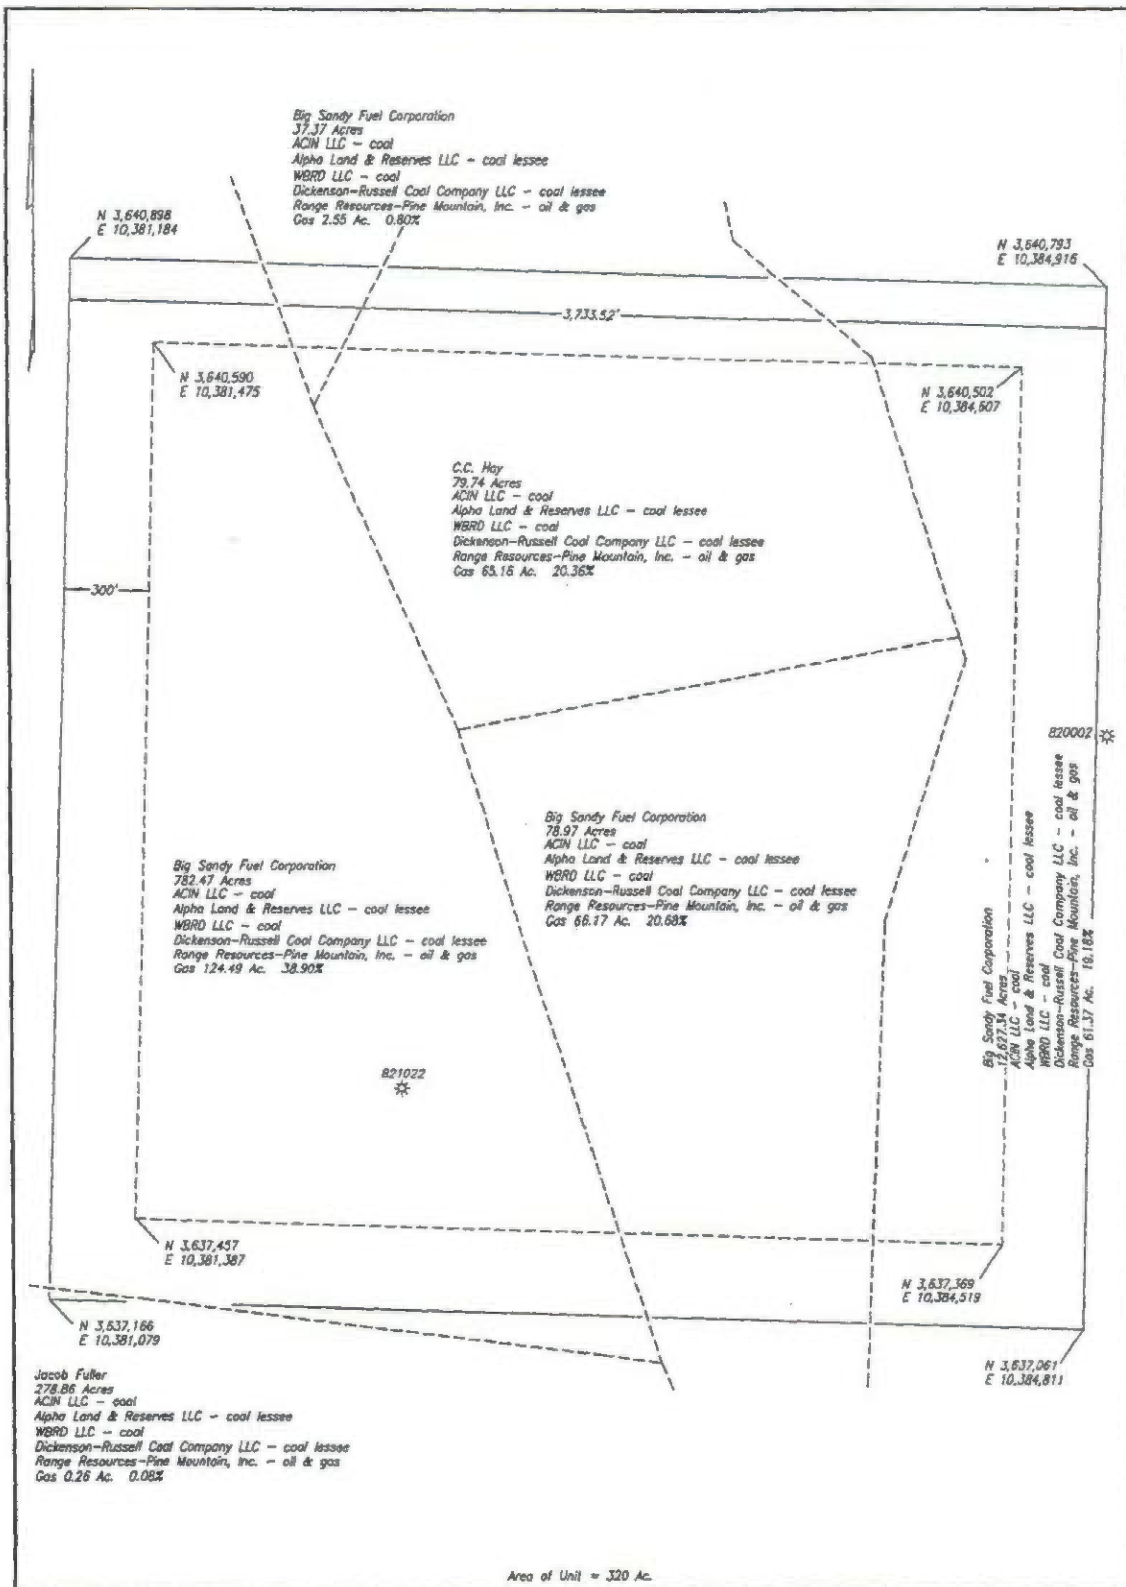 Big Sandy Fuel Corporation
37.37 Acres
ACIN LLC - coal
Alpha Land & Reserves LLC - coal lessee
WBRD LLC - coal
Dickenson-Russell Coal Company LLC - coal lessee
Range Resources-Pine Mountain, Inc. - oil & gas
Gas 2.55 Ac. 0.80%
N 3,640,898
E 10,381,184
N 3,640,793
E 10,384,916
3,733.52'
N 3,640,590
E 10,381,475
N 3,640,502
E 10,384,607
C.C. Hay
79.74 Acres
ACIN LLC - coal
Alpha Land & Reserves LLC - coal lessee
WBRD LLC - coal
Dickenson-Russell Coal Company LLC - coal lessee
Range Resources-Pine Mountain, Inc. - oil & gas
Gas 65.16 Ac. 20.36%
300'
820002
Big Sandy Fuel Corporation
78.97 Acres
ACIN LLC - coal
Alpha Land & Reserves LLC - coal lessee
WBRD LLC - coal
Dickenson-Russell Coal Company LLC - coal lessee
Range Resources-Pine Mountain, Inc. - oil & gas
Gas 66.17 Ac. 20.68%
Big Sandy Fuel Corporation
782.47 Acres
ACIN LLC - coal
Alpha Land & Reserves LLC - coal lessee
WBRD LLC - coal
Dickenson-Russell Coal Company LLC - coal lessee
Range Resources-Pine Mountain, Inc. - oil & gas
Gas 124.49 Ac. 38.90%
Big Sandy Fuel Corporation
12,627.34 Acres
ACIN LLC - coal
Alpha Land & Reserves LLC - coal lessee
WBRD LLC - coal
Dickenson-Russell Coal Company LLC - coal lessee
Range Resources-Pine Mountain, Inc. - oil & gas
Gas 61.37 Ac. 19.18%
821022
N 3,637,457
E 10,381,387
N 3,637,369
E 10,384,519
N 3,637,166
E 10,381,079
N 3,637,061
E 10,384,811
Jacob Fuller
278.86 Acres
ACIN LLC - coal
Alpha Land & Reserves LLC - coal lessee
WBRD LLC - coal
Dickenson-Russell Coal Company LLC - coal lessee
Range Resources-Pine Mountain, Inc. - oil & gas
Gas 0.26 Ac. 0.08%
Area of Unit = 320 Ac.